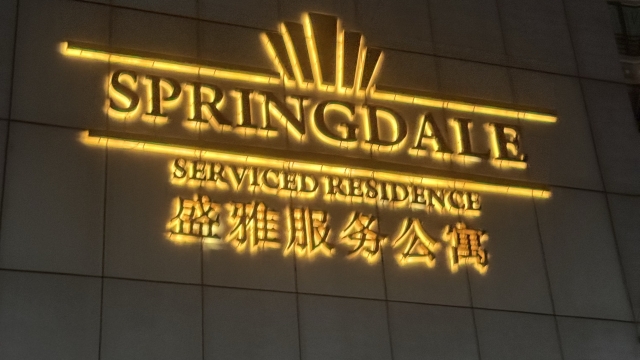 SPRINGDALE
SERVICED RESIDENCE
盛雅服务公寓